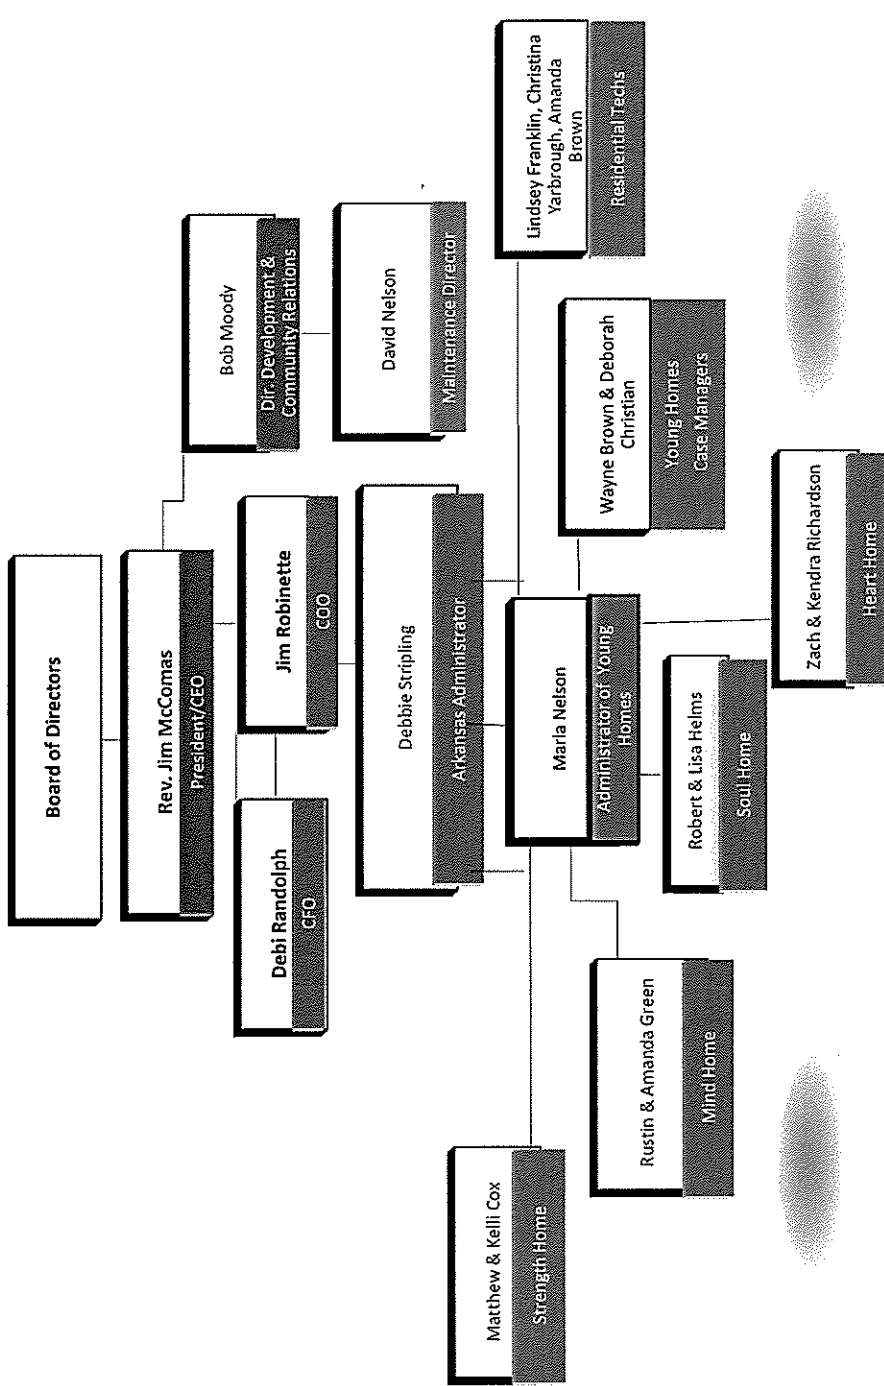 Board of Directors
Rev. Jim McComas
President/CEO
Bob Moody
Dir. Development &
Community Relations
Debi Randolph
CFO
Jim Robinette
COO
David Nelson
Maintenance Director
Debbie Stripling
Arkansas Administrator
Matthew & Kelli Cox
Strength Home
Marla Nelson
Administrator of Young
Homes
Lindsey Franklin, Christina
Yarbrough, Amanda
Brown
Residential Techs
Wayne Brown & Deborah
Christian
Young Homes
Case Managers
Rustin & Amanda Green
Mind Home
Robert & Lisa Helms
Soul Home
Zach & Kendra Richardson
Heart Home